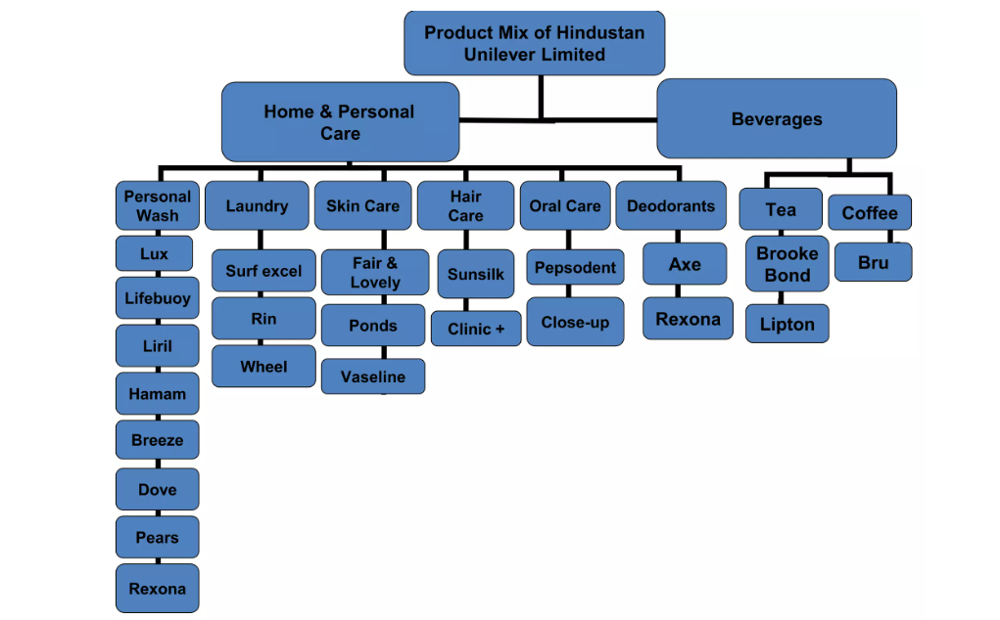 Product Mix of Hindustan
Unilever Limited
Home & Personal
Care
Beverages
Personal
Wash
Laundry
Skin Care
Hair
Care
Oral Care
Deodorants
Tea
Coffee
Lux
Lifebuoy
Liril
Hamam
Breeze
Dove
Pears
Rexona
Surf excel
Rin
Wheel
Fair &
Lovely
Ponds
Vaseline
Sunsilk
Clinic +
Pepsodent
Close-up
Axe
Rexona
Brooke
Bond
Lipton
Bru